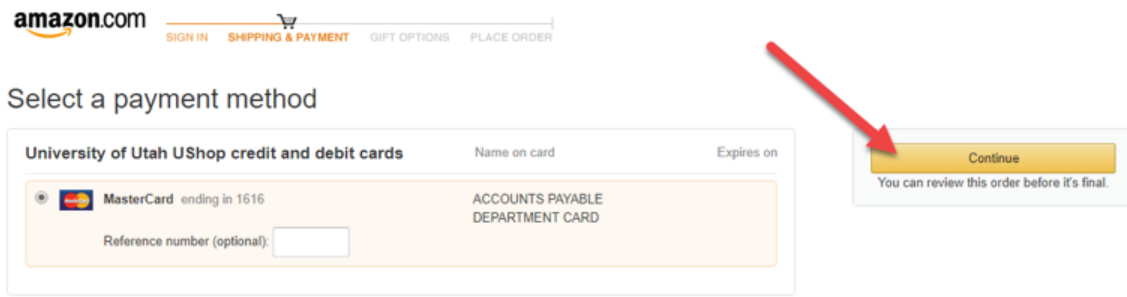 amazon.com
SIGN IN SHIPPING & PAYMENT GIFT OPTIONS PLACE ORDER
Select a payment method
University of Utah UShop credit and debit cards Name on card Expires on
MasterCard MasterCard ending in 1616 ACCOUNTS PAYABLE
DEPARTMENT CARD
Reference number (optional):
Continue
You can review this order before it's final.